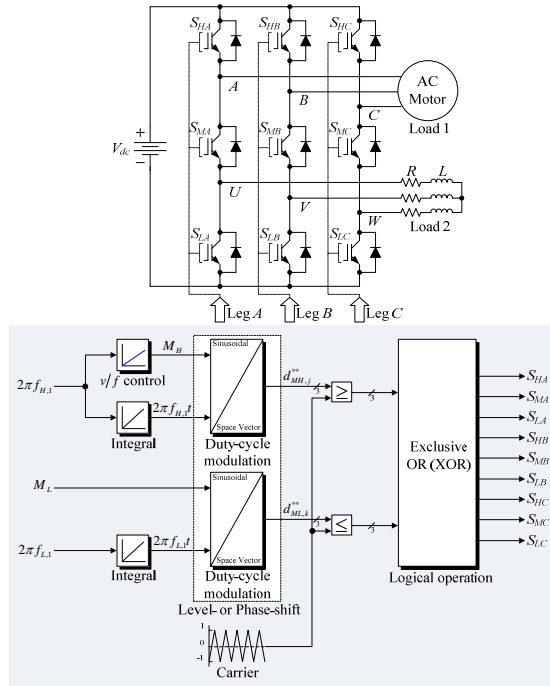 S_HA S_HB S_HC
A
B
C
AC
Motor
Load 1
+
V_dc
−
S_MA S_MB S_MC
R L
U
V
W
Load 2
S_LA S_LB S_LC
Leg A Leg B Leg C
M_H
Sinusoidal
Space Vector
2πf_H,1
v/f control
2πf_H,1t
Integral
Duty-cycle
modulation
d**_MH,j
3
≥
3
M_L
Sinusoidal
Space Vector
2πf_L,1
2πf_L,1t
Integral
Duty-cycle
modulation
d**_ML,k
3
≤
3
Level- or Phase-shift
Exclusive
OR (XOR)
Logical operation
S_HA
S_MA
S_LA
S_HB
S_MB
S_LB
S_HC
S_MC
S_LC
1
0
-1
Carrier